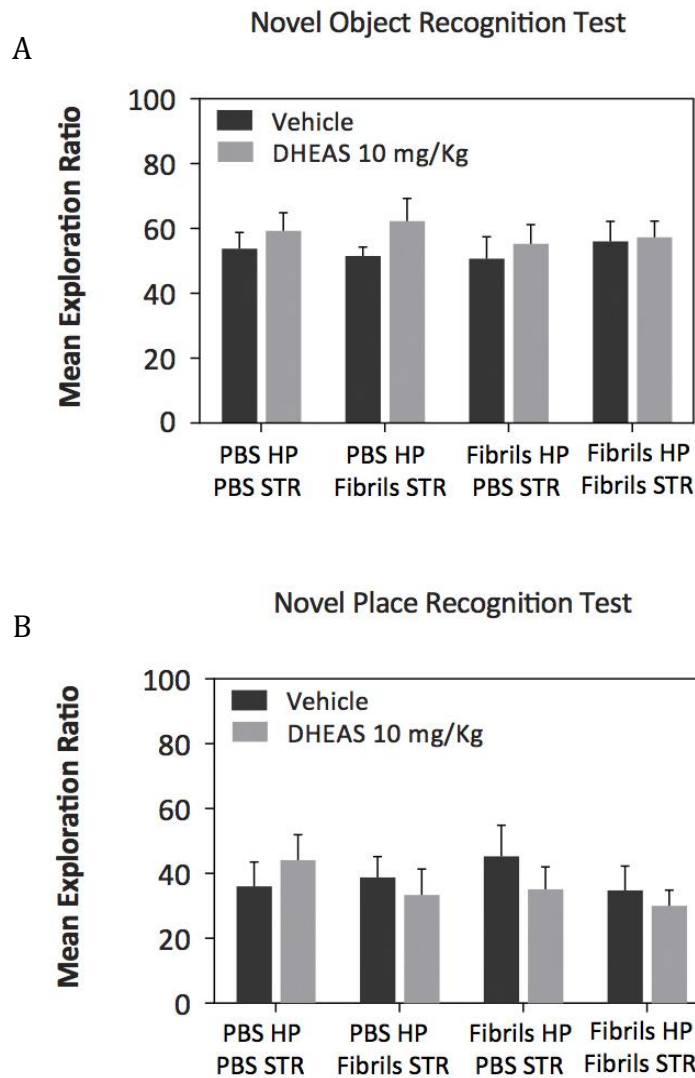 Novel Object Recognition Test
A
Mean Exploration Ratio
100
80
60
40
20
0
Vehicle
DHEAS 10 mg/Kg
PBS HP
PBS STR
PBS HP
Fibrils STR
Fibrils HP
PBS STR
Fibrils HP
Fibrils STR
Novel Place Recognition Test
B
Mean Exploration Ratio
100
80
60
40
20
0
Vehicle
DHEAS 10 mg/Kg
PBS HP
PBS STR
PBS HP
Fibrils STR
Fibrils HP
PBS STR
Fibrils HP
Fibrils STR